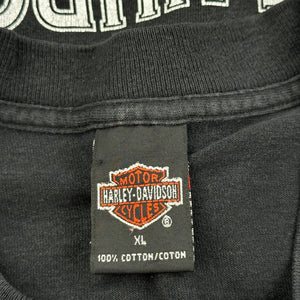 MOTOR
HARLEY-DAVIDSON
CYCLES
®
XL
100% COTTON/COTON